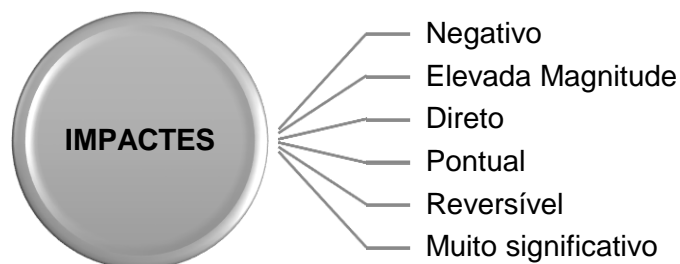 IMPACTES
Negativo
Elevada Magnitude
Direto
Pontual
Reversível
Muito significativo